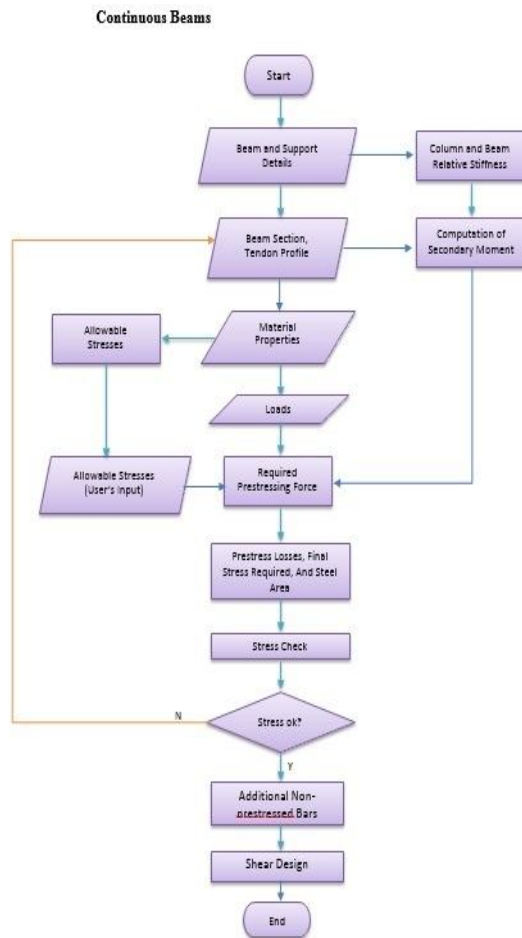 Continuous Beams
Start
Beam and Support
Details
Column and Beam
Relative Stiffness
Beam Section,
Tendon Profile
Computation of
Secondary Moment
Allowable
Stresses
Material
Properties
Loads
Allowable Stresses
(User's Input)
Required
Prestressing Force
Prestress Losses, Final
Stress Required, And Steel
Area
Stress Check
N
Stress ok?
Y
Additional Non-
prestressed Bars
Shear Design
End